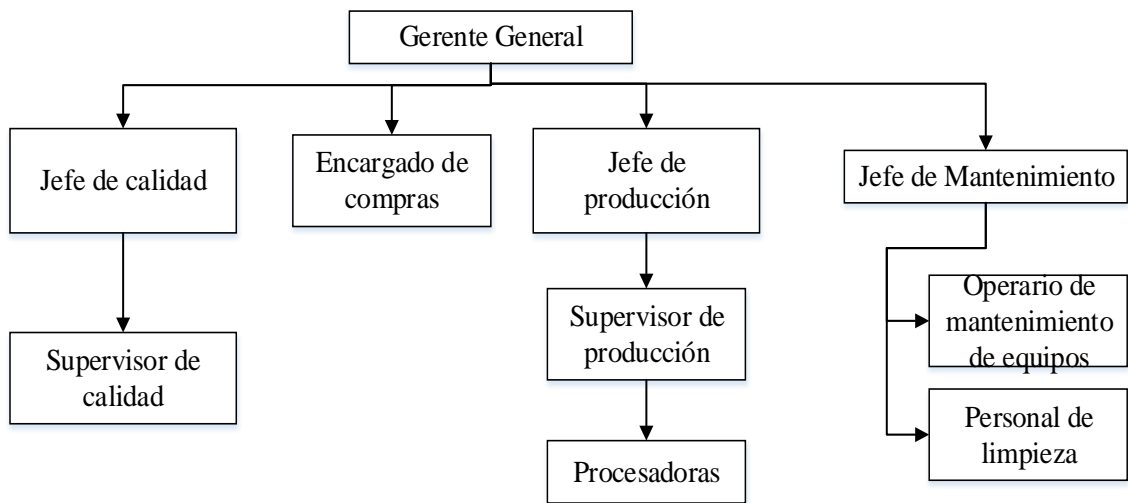 Gerente General
Jefe de calidad
Encargado de
compras
Jefe de
producción
Jefe de Mantenimiento
Supervisor de
calidad
Supervisor de
producción
Procesadoras
Operario de
mantenimiento
de equipos
Personal de
limpieza